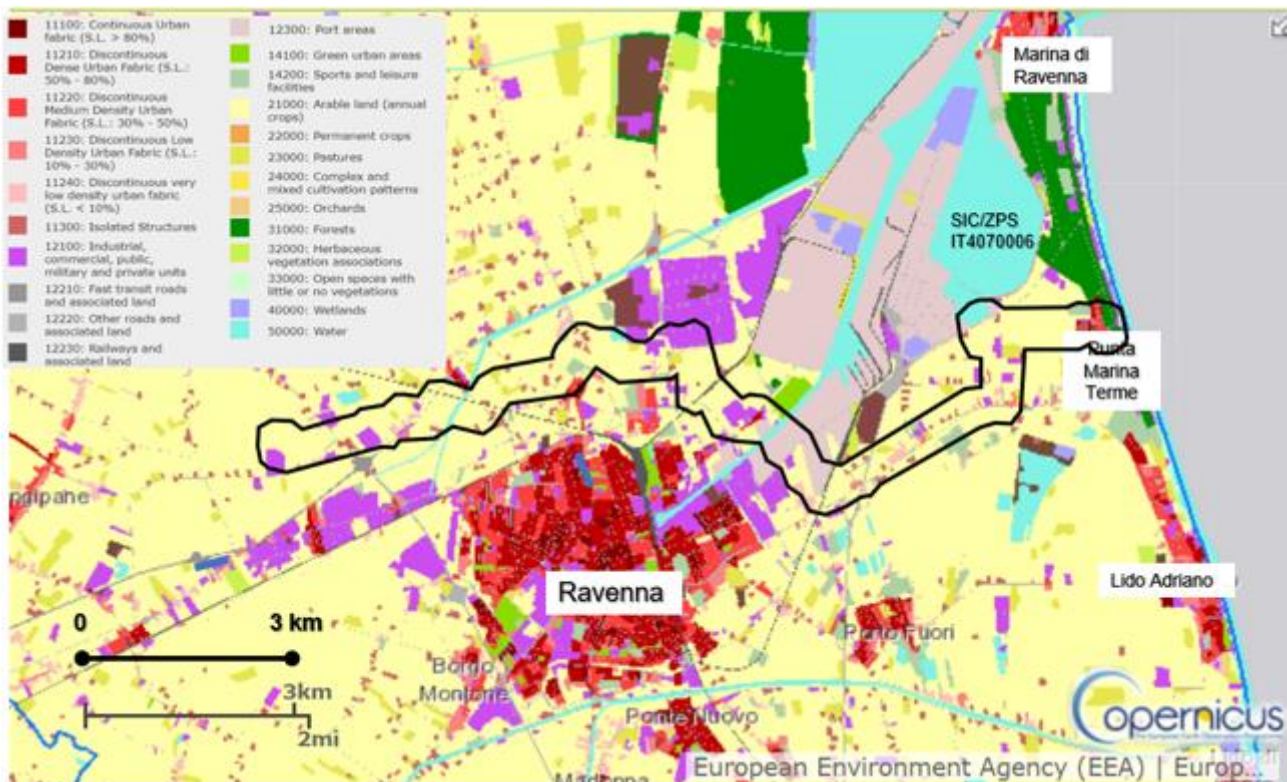 11100: Continuous Urban
fabric (S.L. > 80%)
11210: Discontinuous
Dense Urban Fabric (S.L.:
50% - 80%)
11220: Discontinuous
Medium Density Urban
Fabric (S.L.: 30% - 50%)
11230: Discontinuous Low
Density Urban Fabric (S.L.:
10% - 30%)
11240: Discontinuous very
low density urban fabric
(S.L. < 10%)
11300: Isolated Structures
12100: Industrial,
commercial, public,
military and private units
12210: Fast transit roads
and associated land
12220: Other roads and
associated land
12230: Railways and
associated land
12300: Port areas
14100: Green urban areas
14200: Sports and leisure
facilities
21000: Arable land (annual
crops)
22000: Permanent crops
23000: Pastures
24000: Complex and
mixed cultivation patterns
25000: Orchards
31000: Forests
32000: Herbaceous
vegetation associations
33000: Open spaces with
little or no vegetations
40000: Wetlands
50000: Water
Marina di
Ravenna
SIC/ZPS
IT4070006
Punta
Marina
Terme
Lido Adriano
Ravenna
Porto Fuori
Borgo
Montone
Ponte Nuovo
0 3 km
3km
2mi
opernicus
European Environment Agency (EEA) | Europ...